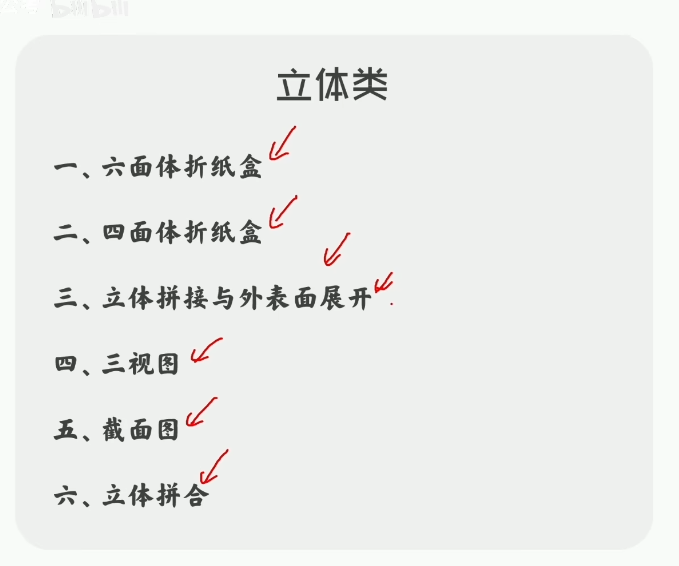 bilibili
立体类
一、六面体折纸盒
二、四面体折纸盒
三、立体拼接与外表面展开
四、三视图
五、截面图
六、立体拼合